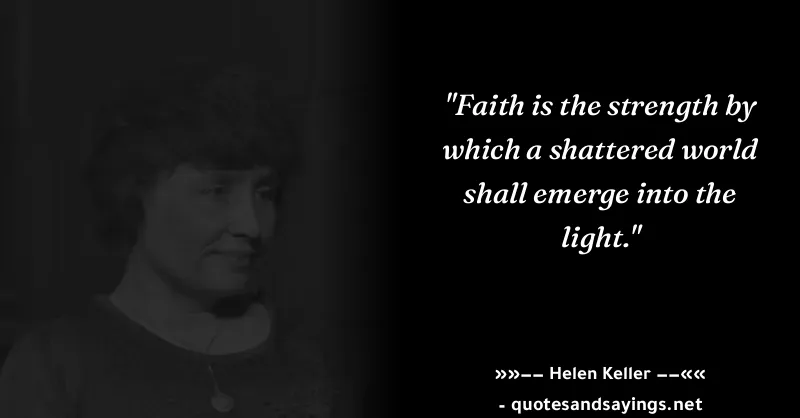 "Faith is the strength by
which a shattered world
shall emerge into the
light."
»»–– Helen Keller ––««
- quotesandsayings.net